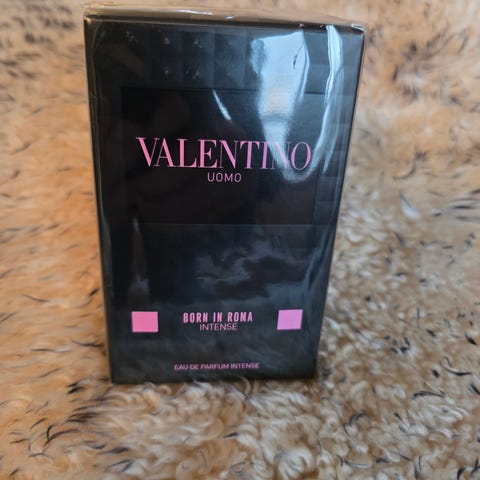 VALENTINO
UOMO
BORN IN ROMA
INTENSE
EAU DE PARFUM INTENSE